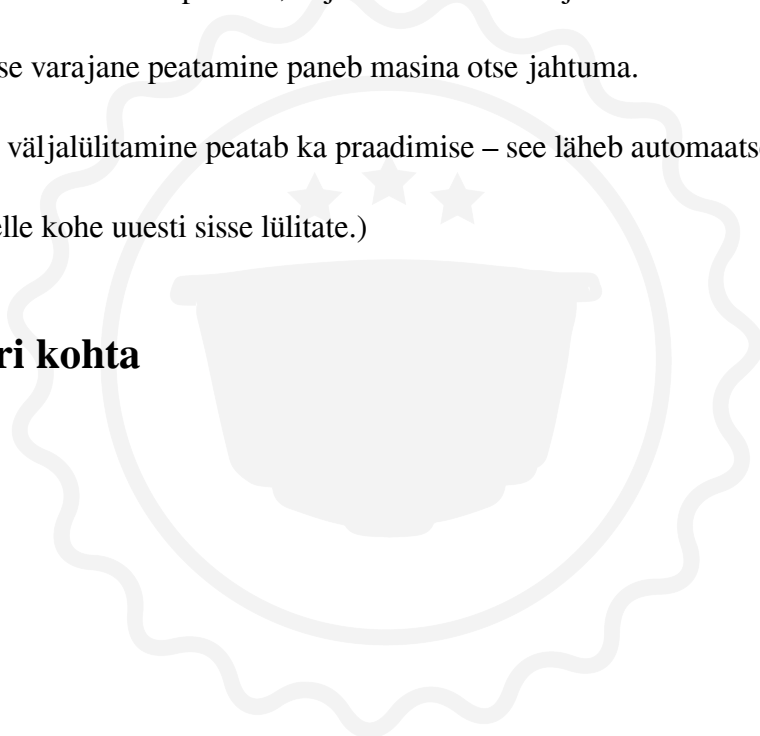 se varajane peatamine paneb masina otse jahtuma.
väljalülitamine peatab ka praadimise – see läheb
elle kohe uuesti sisse lülitate.)
ri kohta